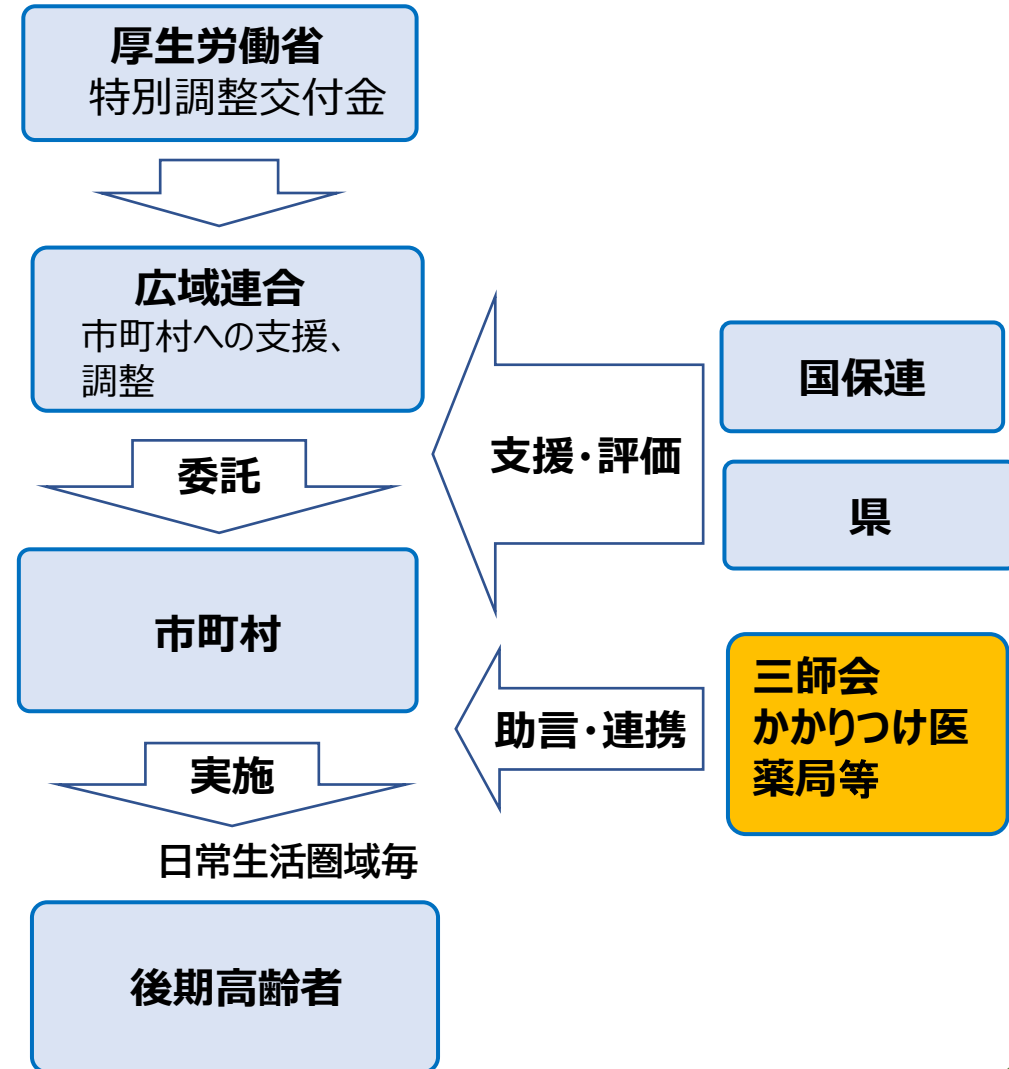 厚生労働省
特別調整交付金
広域連合
市町村への支援、
調整
委託
市町村
実施
日常生活圏域毎
後期高齢者
支援・評価
国保連
県
助言・連携
三師会
かかりつけ医
薬局等